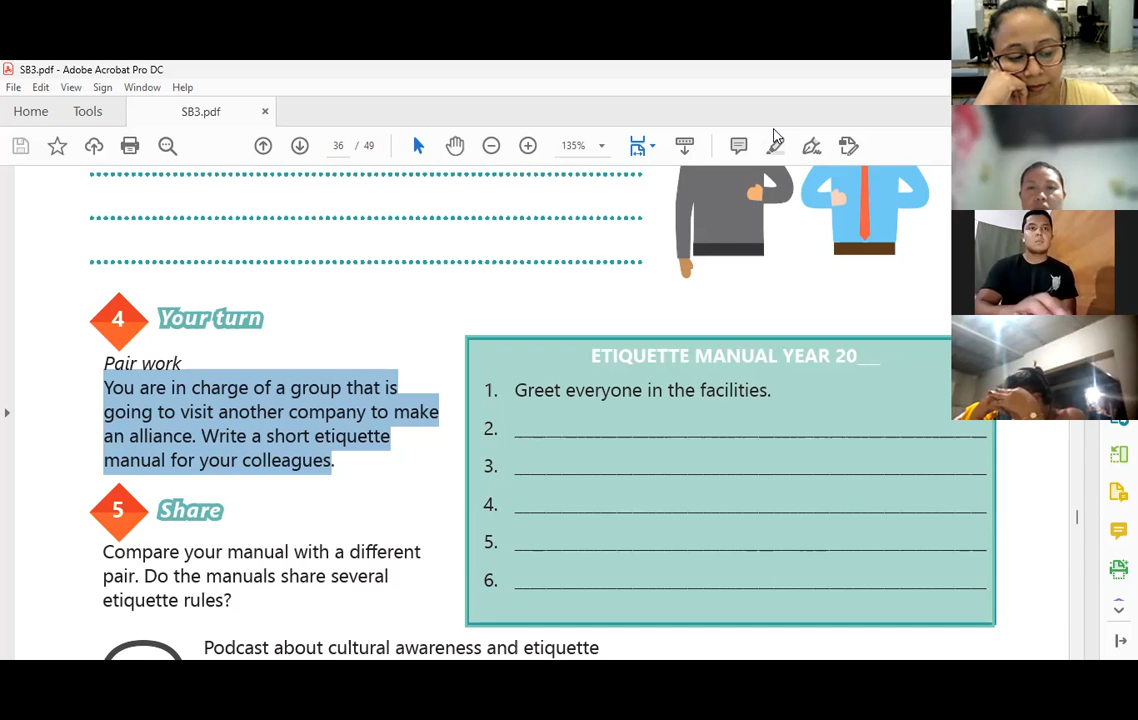 SB3.pdf - Adobe Acrobat Pro DC
File Edit View Sign Window Help
Home Tools SB3.pdf ×
36 / 49 135%
4 Your turn
Pair work
You are in charge of a group that is
going to visit another company to make
an alliance. Write a short etiquette
manual for your colleagues.
5 Share
Compare your manual with a different
pair. Do the manuals share several
etiquette rules?
ETIQUETTE MANUAL YEAR 20__
1. Greet everyone in the facilities.
2.
3.
4.
5.
6.
Podcast about cultural awareness and etiquette